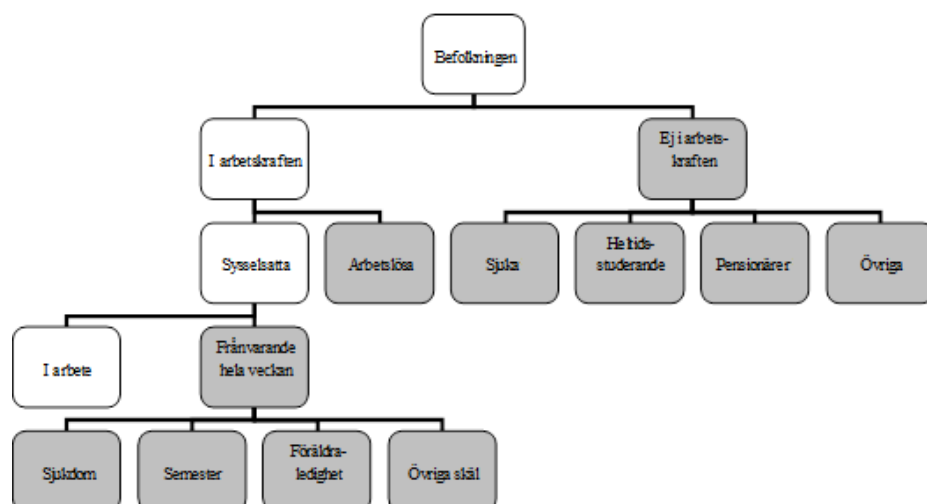 Befolkningen
I arbetskraften
Ej i arbets-
kraften
Sysselsatta
Arbetslösa
Sjuka
Heltids-
studerande
Pensionärer
Övriga
I arbete
Frånvarande
hela veckan
Sjukdom
Semester
Föräldra-
ledighet
Övriga skäl